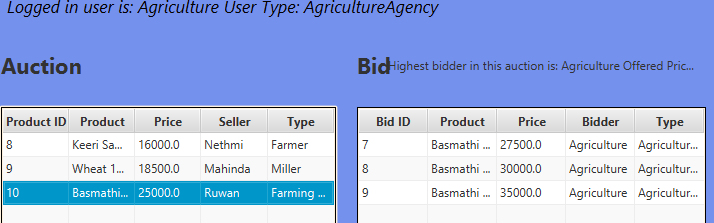 Logged in user is: Agriculture User Type: AgricultureAgency
Auction
Bid Highest bidder in this auction is: Agriculture Offered Pric...
Product ID Product Price Seller Type
8 Keeri Sa... 16000.0 Nethmi Farmer
9 Wheat 1... 18500.0 Mahinda Miller
10 Basmathi... 25000.0 Ruwan Farming ...
Bid ID Product Price Bidder Type
7 Basmathi ... 27500.0 Agriculture Agricultur...
8 Basmathi ... 30000.0 Agriculture Agricultur...
9 Basmathi ... 35000.0 Agriculture Agricultur...